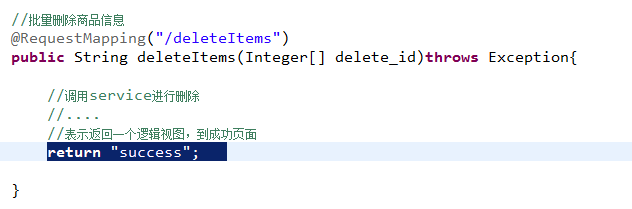 //批量删除商品信息
@RequestMapping("/deleteItems")
public String deleteItems(Integer[] delete_id)throws Exception{
//调用service进行删除
//....
//表示返回一个逻辑视图，到成功页面
return "success";
}